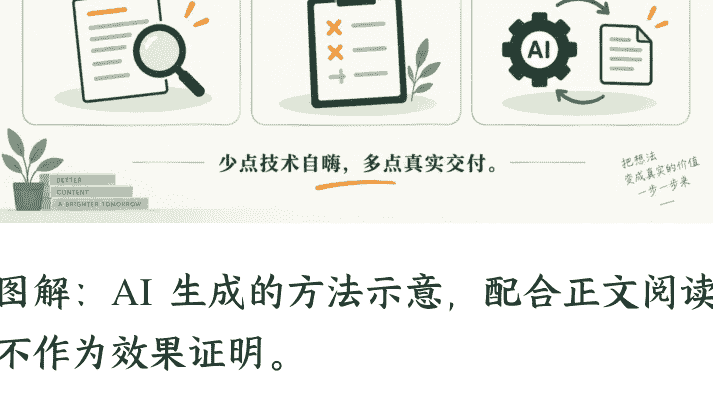 AI
少点技术自嗨，多点真实交付。
把想法
变成真实的价值
一步一步来
BETTER
CONTENT
A BRIGHTER TOMORROW
图解：AI 生成的方法示意，配合正文阅读
不作为效果证明。